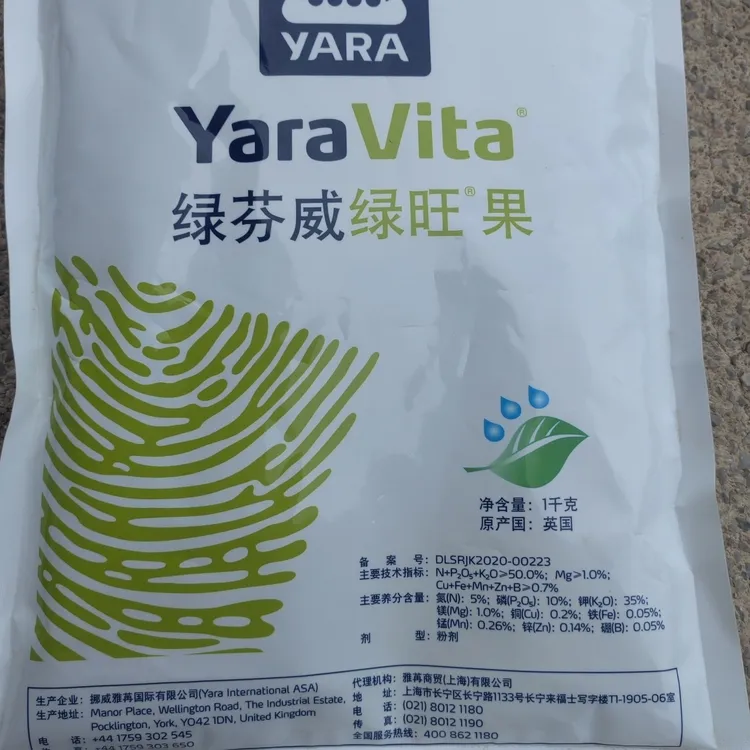 YARA
YaraVita®
绿芬威绿旺®果
净含量：1千克
原产国：英国
备案号：DLSRJK2020-00223
主要技术指标：N+P₂O₅+K₂O≥50.0%；Mg≥1.0%；
Cu+Fe+Mn+Zn+B≥0.7%
主要养分含量：氮(N)：5%；磷(P₂O₅)：10%；钾(K₂O)：35%；
镁(Mg)：1.0%；铜(Cu)：0.2%；铁(Fe)：0.05%；
锰(Mn)：0.26%；锌(Zn)：0.14%；硼(B)：0.05%
剂型：粉剂
生产企业：挪威雅苒国际有限公司(Yara International ASA)
生产地址：Manor Place, Wellington Road, The Industrial Estate,
Pocklington, York, YO42 1DN, United Kingdom
电话：+44 1759 302 545
传真：+44 1759 303 650
代理机构：雅苒商贸(上海)有限公司
地址：上海市长宁区长宁路1133号长宁来福士写字楼T1-1905-06室
电话：(021) 8012 1180
传真：(021) 8012 1190
全国服务热线：400 862 1180